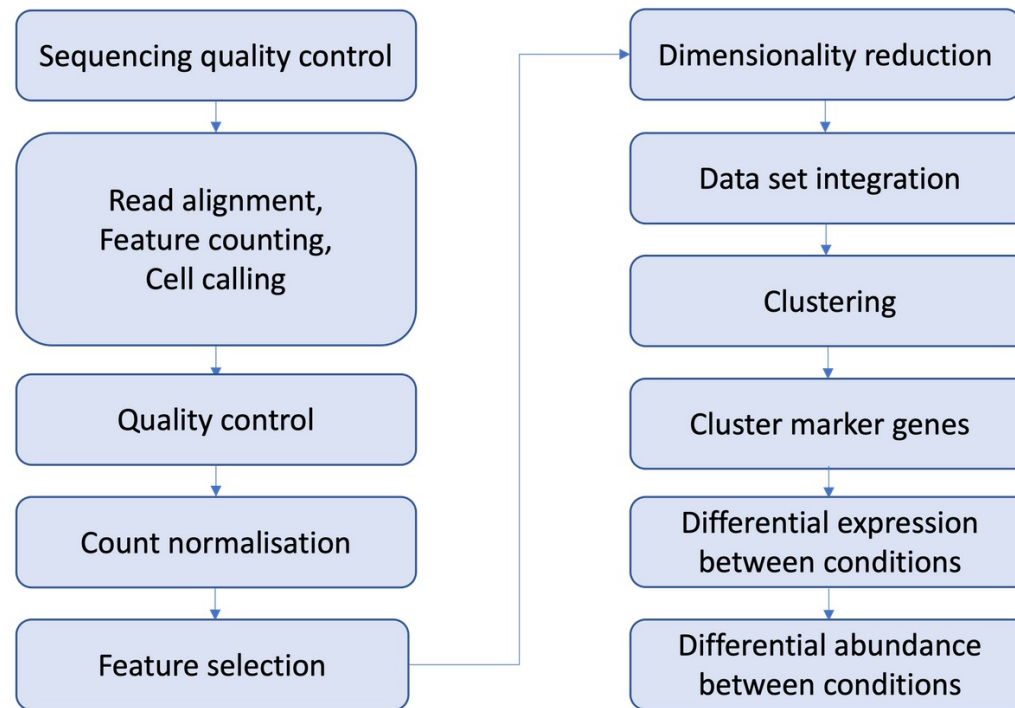 Sequencing quality control
Read alignment,
Feature counting,
Cell calling
Quality control
Count normalisation
Feature selection
Dimensionality reduction
Data set integration
Clustering
Cluster marker genes
Differential expression
between conditions
Differential abundance
between conditions